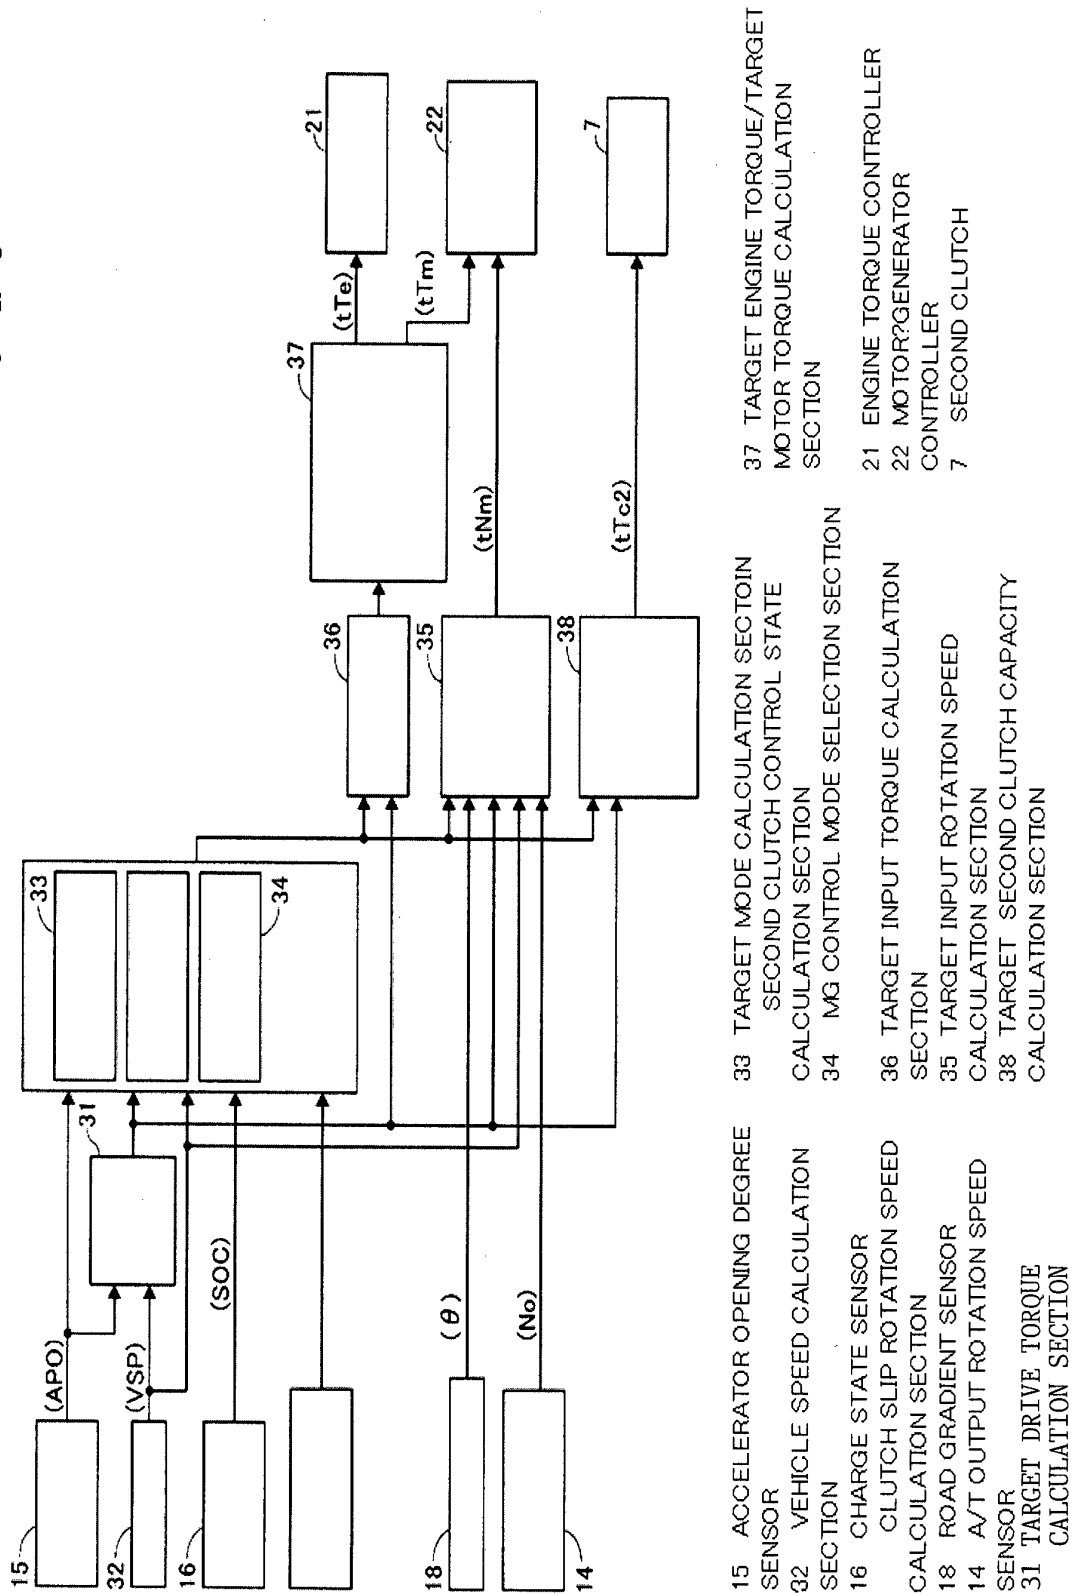 15
32
16
18
14
(APO)
(VSP)
(SOC)
(θ)
(No)
31
33
34
36
35
38
37
(tTe)
(tTm)
(tNm)
(tTc2)
21
22
7
15 ACCELERATOR OPENING DEGREE
SENSOR
32 VEHICLE SPEED CALCULATION
SECTION
16 CHARGE STATE SENSOR
CLUTCH SLIP ROTATION SPEED
CALCULATION SECTION
18 ROAD GRADIENT SENSOR
14 A/T OUTPUT ROTATION SPEED
SENSOR
31 TARGET DRIVE TORQUE
CALCULATION SECTION
33 TARGET MODE CALCULATION SECTOIN
SECOND CLUTCH CONTROL STATE
CALCULATION SECTION
34 MG CONTROL MODE SELECTION SECTION
36 TARGET INPUT TORQUE CALCULATION
SECTION
35 TARGET INPUT ROTATION SPEED
CALCULATION SECTION
38 TARGET SECOND CLUTCH CAPACITY
CALCULATION SECTION
37 TARGET ENGINE TORQUE/TARGET
MOTOR TORQUE CALCULATION
SECTION
21 ENGINE TORQUE CONTROLLER
22 MOTOR?GENERATOR
CONTROLLER
7 SECOND CLUTCH